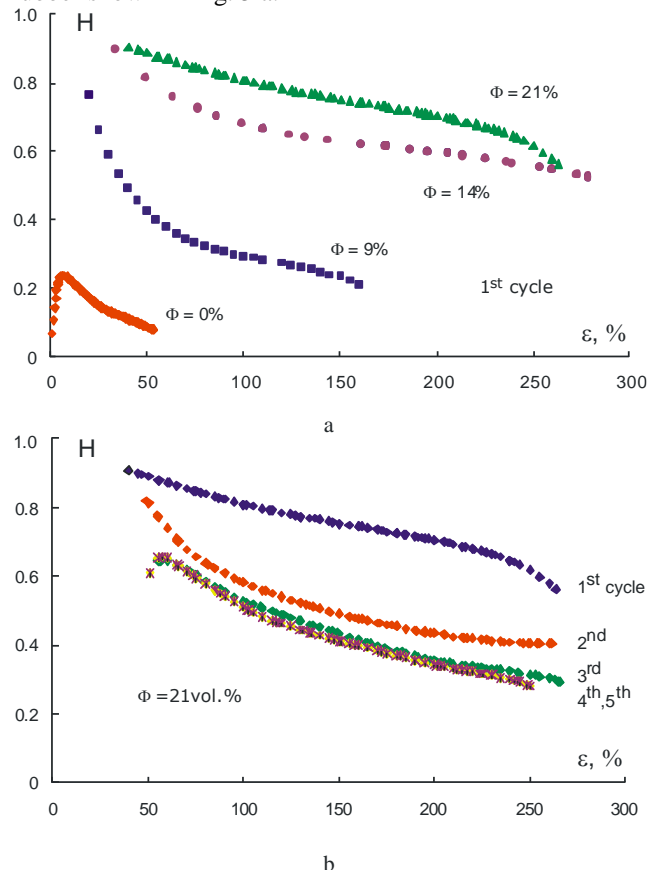 1.0
H
0.8
Φ = 21%
0.6
Φ = 14%
0.4
Φ = 9%
0.2
1st cycle
Φ = 0%
ε, %
0
0 50 100 150 200 250 300
a
1.0
H
0.8
0.6
1st cycle
2nd
0.4
3rd
4th,5th
0.2
Φ =21vol.%
ε, %
0
0 50 100 150 200 250 300
b